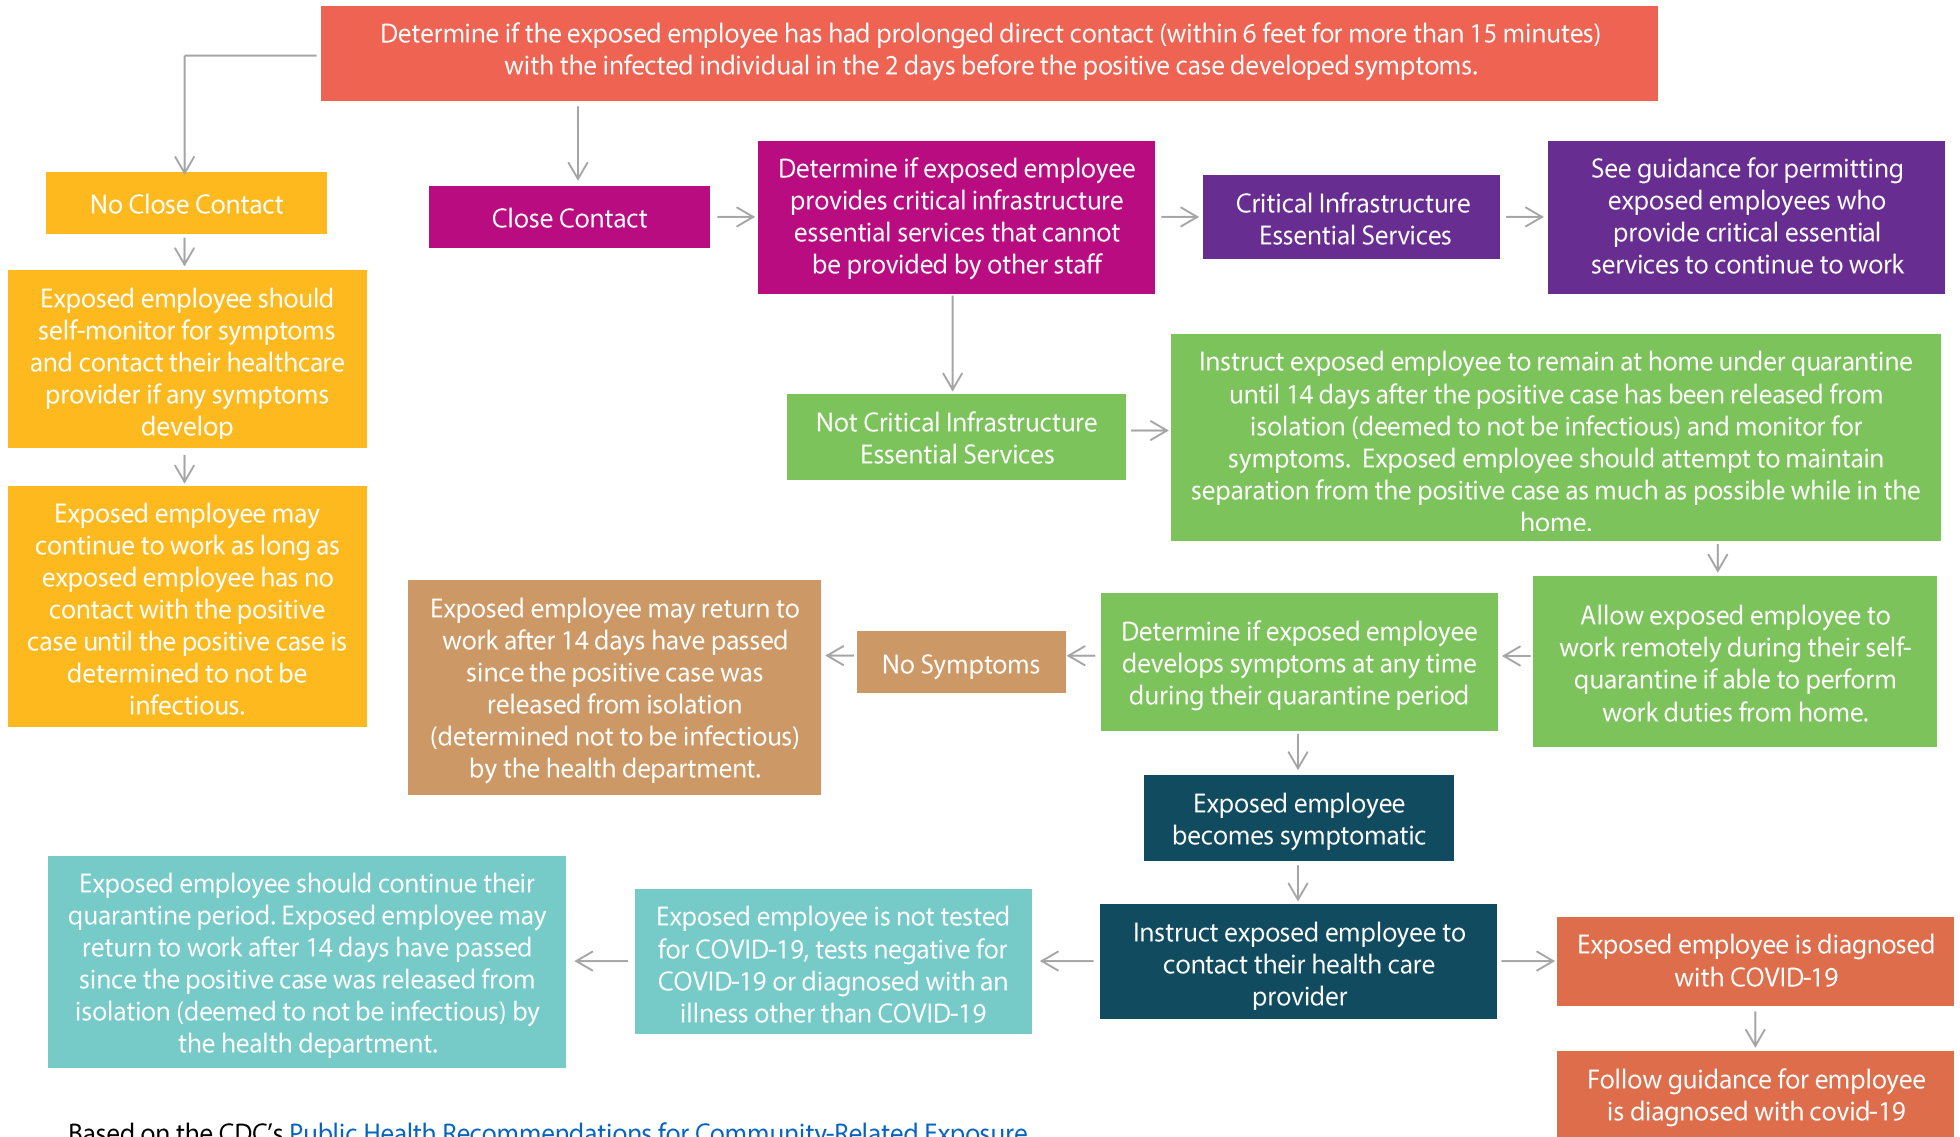 Determine if the exposed employee has had prolonged direct contact (within 6 feet for more than 15 minutes)
with the infected individual in the 2 days before the positive case developed symptoms.
No Close Contact
Exposed employee should
self-monitor for symptoms
and contact their healthcare
provider if any symptoms
develop
Exposed employee may
continue to work as long as
exposed employee has no
contact with the positive
case until the positive case is
determined to not be
infectious.
Close Contact
Determine if exposed employee
provides critical infrastructure
essential services that cannot
be provided by other staff
Critical Infrastructure
Essential Services
See guidance for permitting
exposed employees who
provide critical essential
services to continue to work
Not Critical Infrastructure
Essential Services
Instruct exposed employee to remain at home under quarantine
until 14 days after the positive case has been released from
isolation (deemed to not be infectious) and monitor for
symptoms.  Exposed employee should attempt to maintain
separation from the positive case as much as possible while in the
home.
Allow exposed employee to
work remotely during their self-
quarantine if able to perform
work duties from home.
Determine if exposed employee
develops symptoms at any time
during their quarantine period
No Symptoms
Exposed employee may return to
work after 14 days have passed
since the positive case was
released from isolation
(determined not to be infectious)
by the health department.
Exposed employee
becomes symptomatic
Instruct exposed employee to
contact their health care
provider
Exposed employee is not tested
for COVID-19, tests negative for
COVID-19 or diagnosed with an
illness other than COVID-19
Exposed employee should continue their
quarantine period. Exposed employee may
return to work after 14 days have passed
since the positive case was released from
isolation (deemed to not be infectious) by
the health department.
Exposed employee is diagnosed
with COVID-19
Follow guidance for employee
is diagnosed with covid-19
Based on the CDC's Public Health Recommendations for Community-Related Exposure